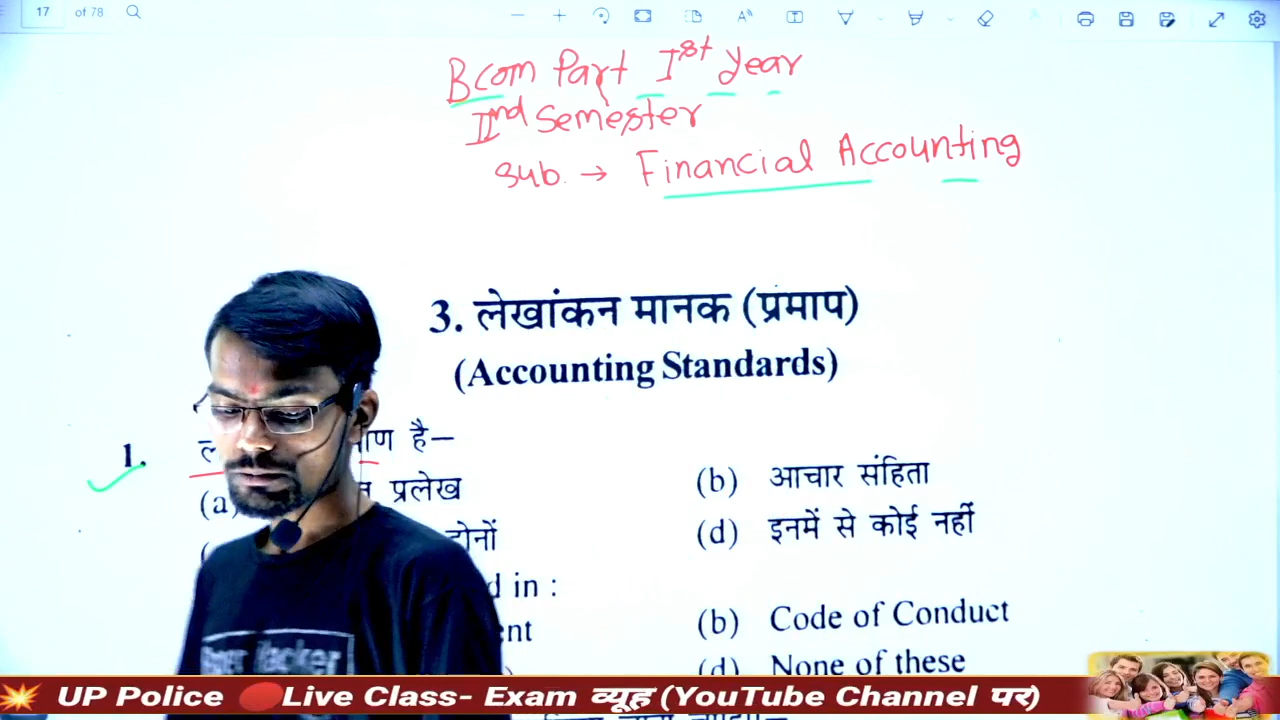 17 of 78
Bcom Part Ist year
IInd Semester
Sub. → Financial Accounting
3. लेखांकन मानक (प्रमाप)
(Accounting Standards)
1. है—
(a) प्रलेख (b) आचार संहिता
दोनों (d) इनमें से कोई नहीं
in :
(b) Code of Conduct
(d) None of these
💥 UP Police 🔴Live Class- Exam व्यूह (YouTube Channel पर)